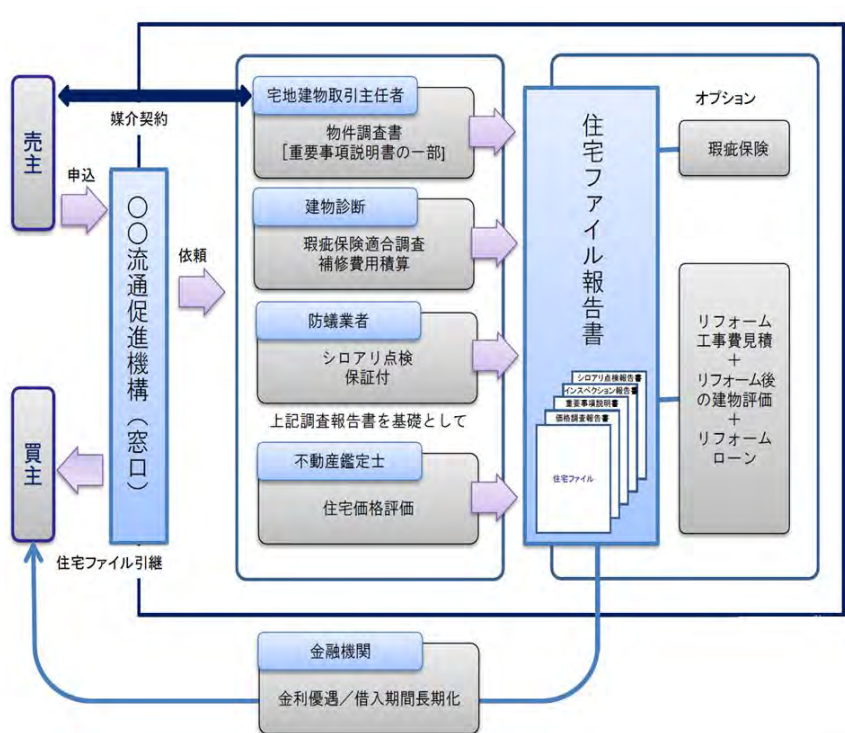 売主
媒介契約
申込
〇〇流通促進機構（窓口）
依頼
買主
住宅ファイル引継
宅地建物取引主任者
物件調査書
［重要事項説明書の一部］
建物診断
瑕疵保険適合調査
補修費用積算
防蟻業者
シロアリ点検
保証付
上記調査報告書を基礎として
不動産鑑定士
住宅価格評価
住宅ファイル報告書
シロアリ点検報告書
インスペクション報告書
重要事項説明書
価格調査報告書
住宅ファイル
オプション
瑕疵保険
リフォーム
工事費見積
＋
リフォーム後
の建物評価
＋
リフォーム
ローン
金融機関
金利優遇／借入期間長期化